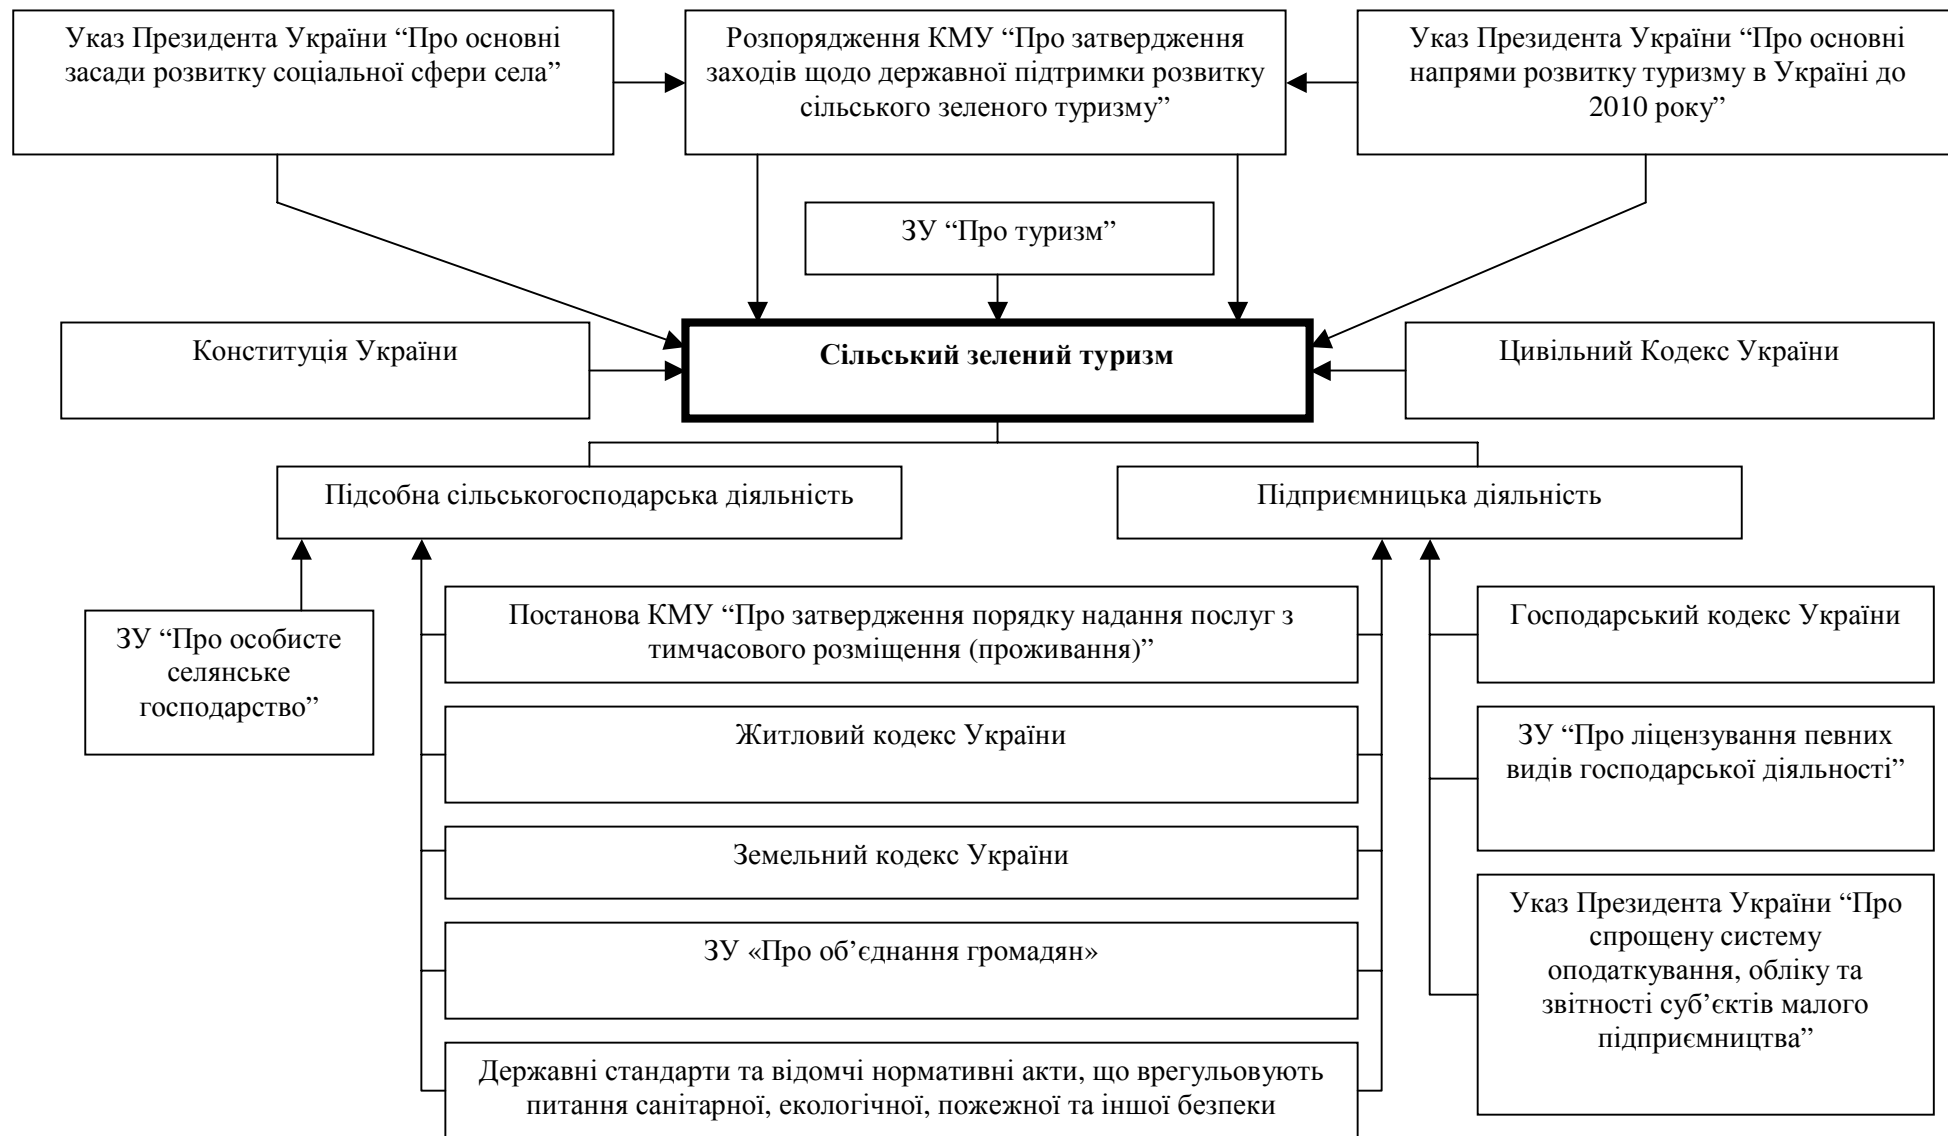 Указ Президента України “Про основні
засади розвитку соціальної сфери села”
Розпорядження КМУ “Про затвердження
заходів щодо державної підтримки розвитку
сільського зеленого туризму”
Указ Президента України “Про основні
напрями розвитку туризму в Україні до
2010 року”
ЗУ “Про туризм”
Конституція України
Сільський зелений туризм
Цивільний Кодекс України
Підсобна сільськогосподарська діяльність
Підприємницька діяльність
ЗУ “Про особисте
селянське
господарство”
Постанова КМУ “Про затвердження порядку надання послуг з
тимчасового розміщення (проживання)”
Житловий кодекс України
Земельний кодекс України
ЗУ «Про об’єднання громадян»
Державні стандарти та відомчі нормативні акти, що врегульовують
питання санітарної, екологічної, пожежної та іншої безпеки
Господарський кодекс України
ЗУ “Про ліцензування певних
видів господарської діяльності”
Указ Президента України “Про
спрощену систему
оподаткування, обліку та
звітності суб’єктів малого
підприємництва”